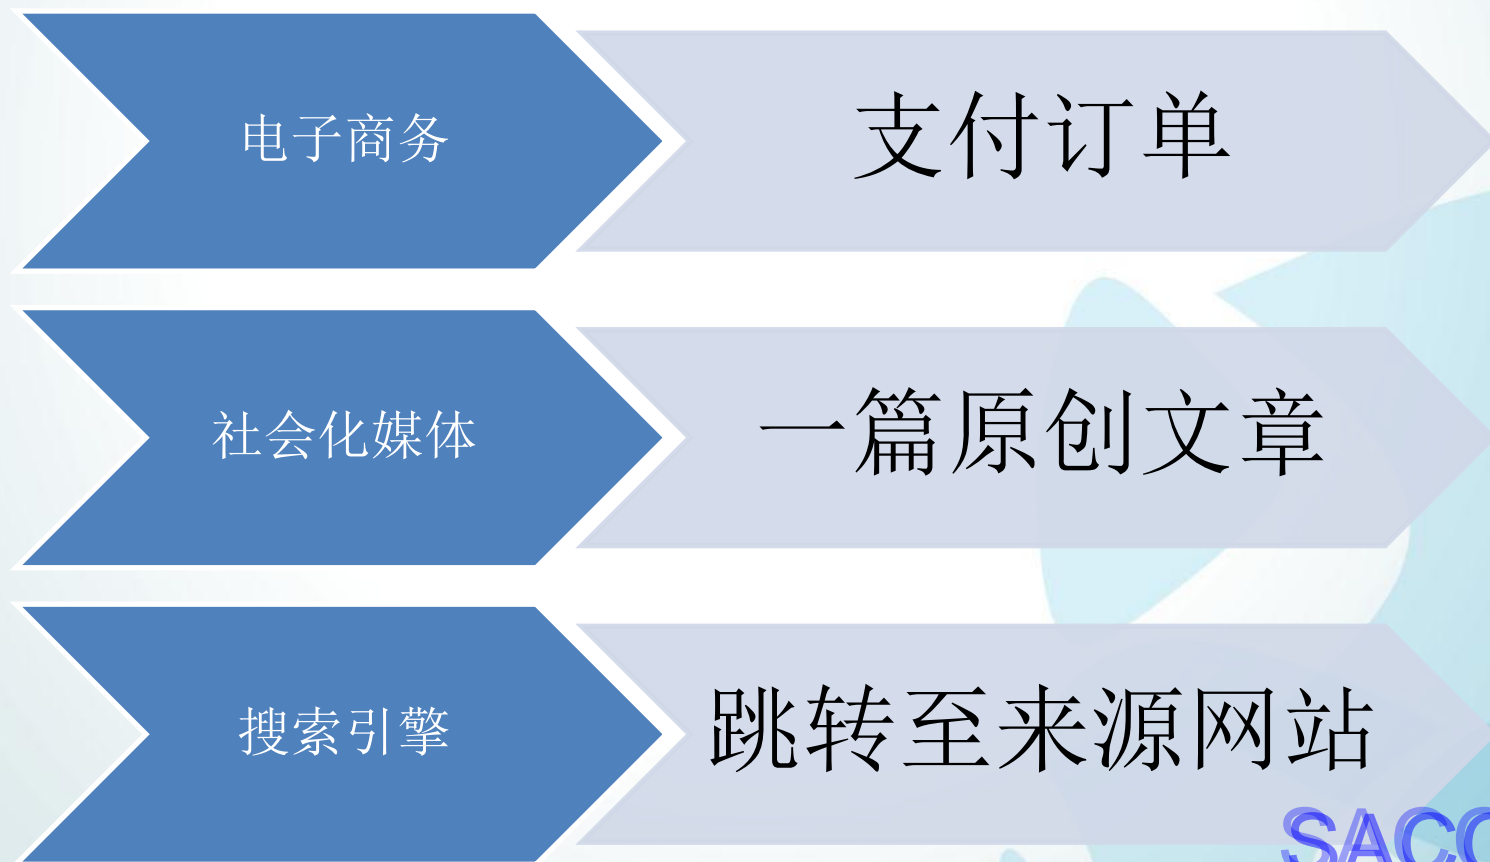 电子商务
支付订单
社会化媒体
一篇原创文章
搜索引擎
跳转至来源网站